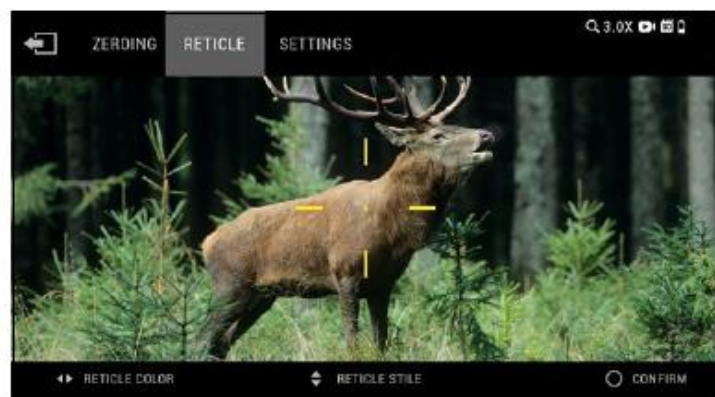 ZERDING RETICLE SETTINGS 3.0X
RETICLE COLOR RETICLE STILE CONFIRM